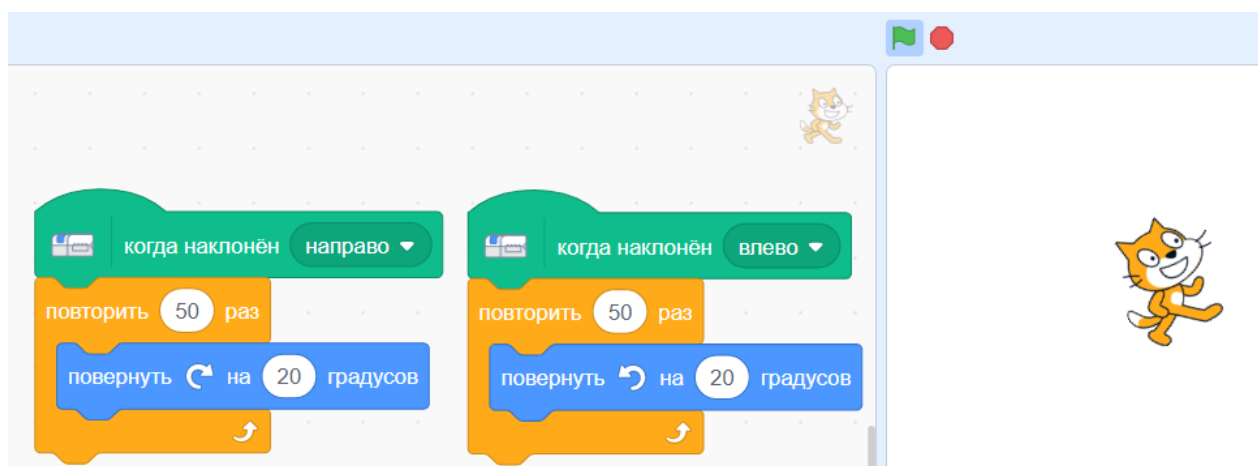 когда наклонён направо
повторить 50 раз
повернуть на 20 градусов
когда наклонён влево
повторить 50 раз
повернуть на 20 градусов